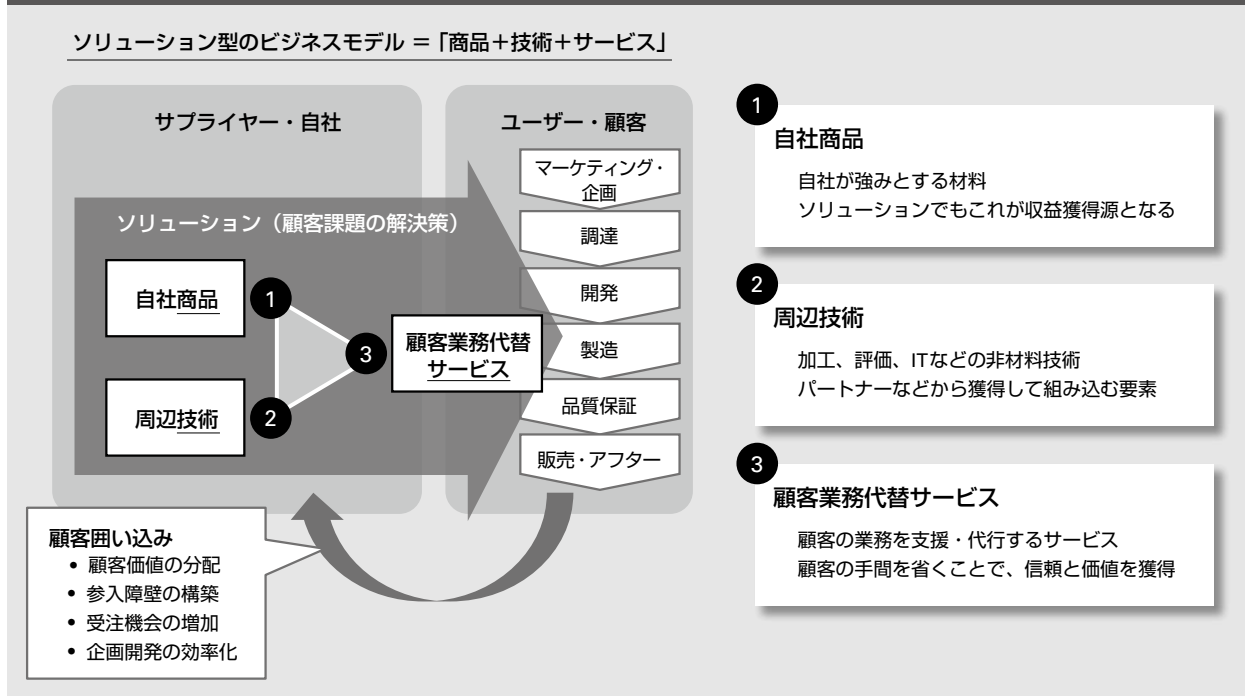 ソリューション型のビジネスモデル ＝「商品＋技術＋サービス」
サプライヤー・自社
ソリューション（顧客課題の解決策）
自社商品
1
周辺技術
2
3
顧客業務代替
サービス
ユーザー・顧客
マーケティング・
企画
調達
開発
製造
品質保証
販売・アフター
顧客囲い込み
• 顧客価値の分配
• 参入障壁の構築
• 受注機会の増加
• 企画開発の効率化
1
自社商品
自社が強みとする材料
ソリューションでもこれが収益獲得源となる
2
周辺技術
加工、評価、ITなどの非材料技術
パートナーなどから獲得して組み込む要素
3
顧客業務代替サービス
顧客の業務を支援・代行するサービス
顧客の手間を省くことで、信頼と価値を獲得